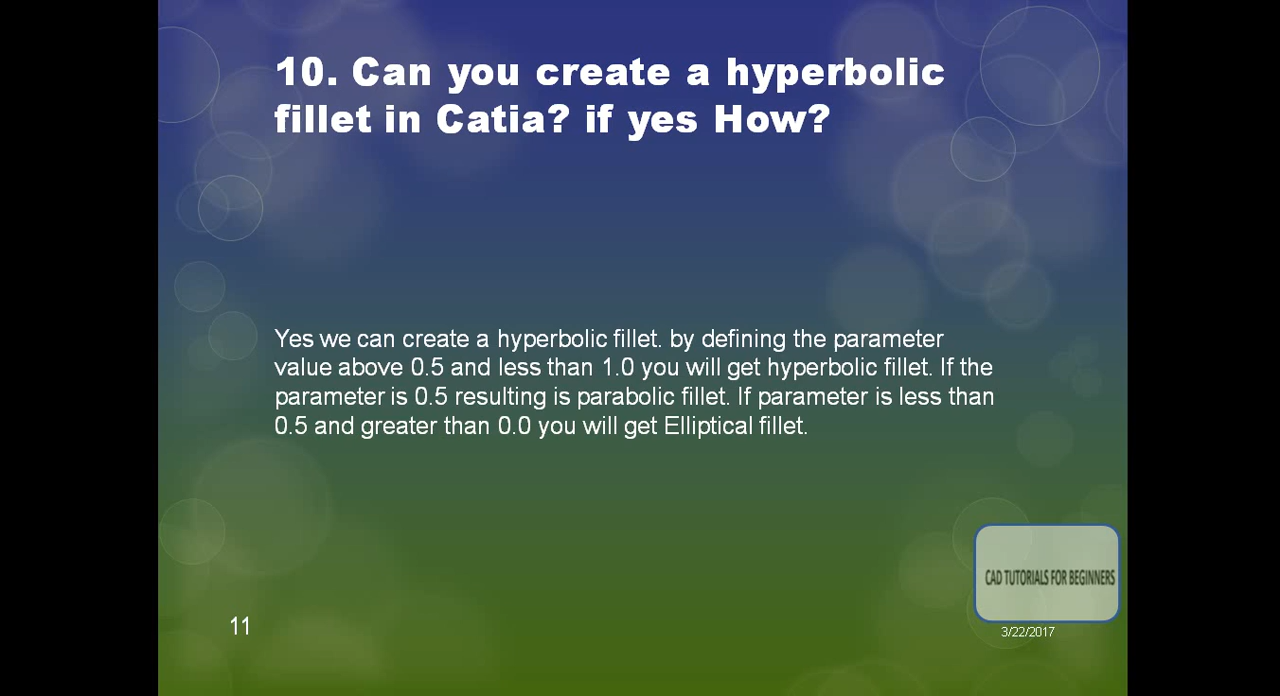 10. Can you create a hyperbolic
fillet in Catia? if yes How?
Yes we can create a hyperbolic fillet. by defining the parameter
value above 0.5 and less than 1.0 you will get hyperbolic fillet. If the
parameter is 0.5 resulting is parabolic fillet. If parameter is less than
0.5 and greater than 0.0 you will get Elliptical fillet.
CAD TUTORIALS FOR BEGINNERS
11
3/22/2017